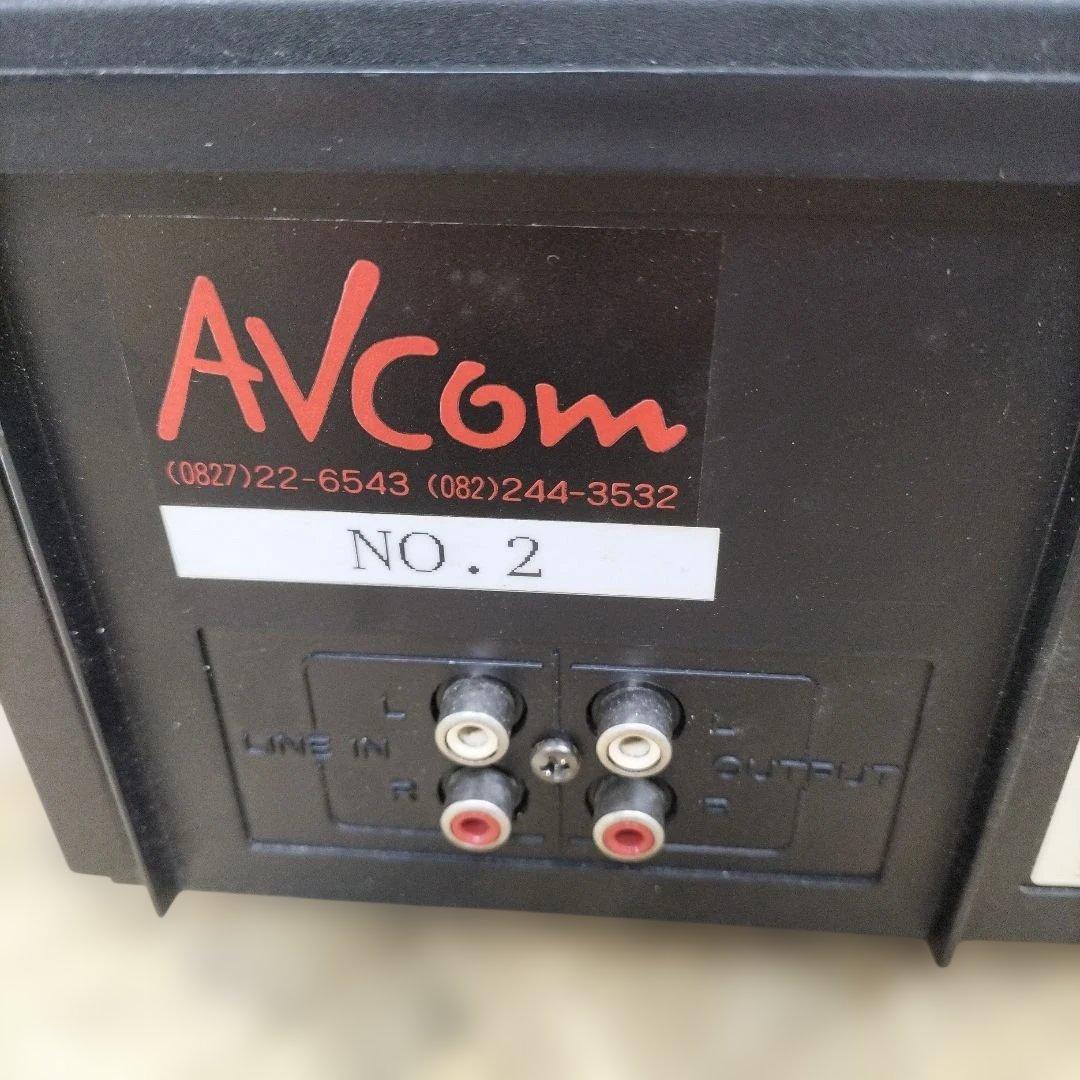 AVCom
(0827)22-6543 (082)244-3532
NO.2
L L
LINE IN OUTPUT
R R